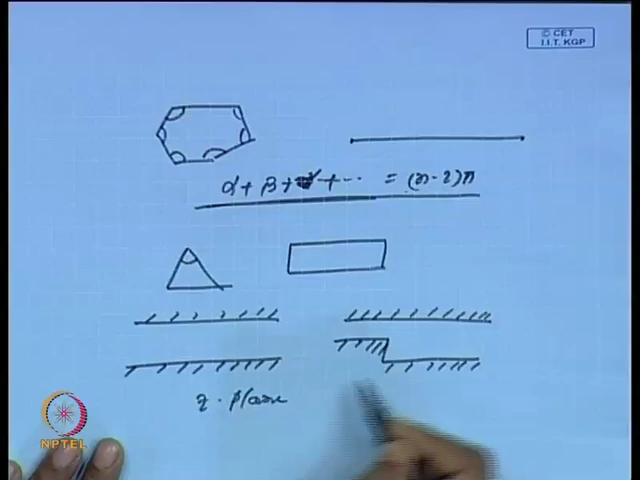 © CET
I.I.T. KGP
α + β + γ + ... = (n-2)π
z-plane
NPTEL